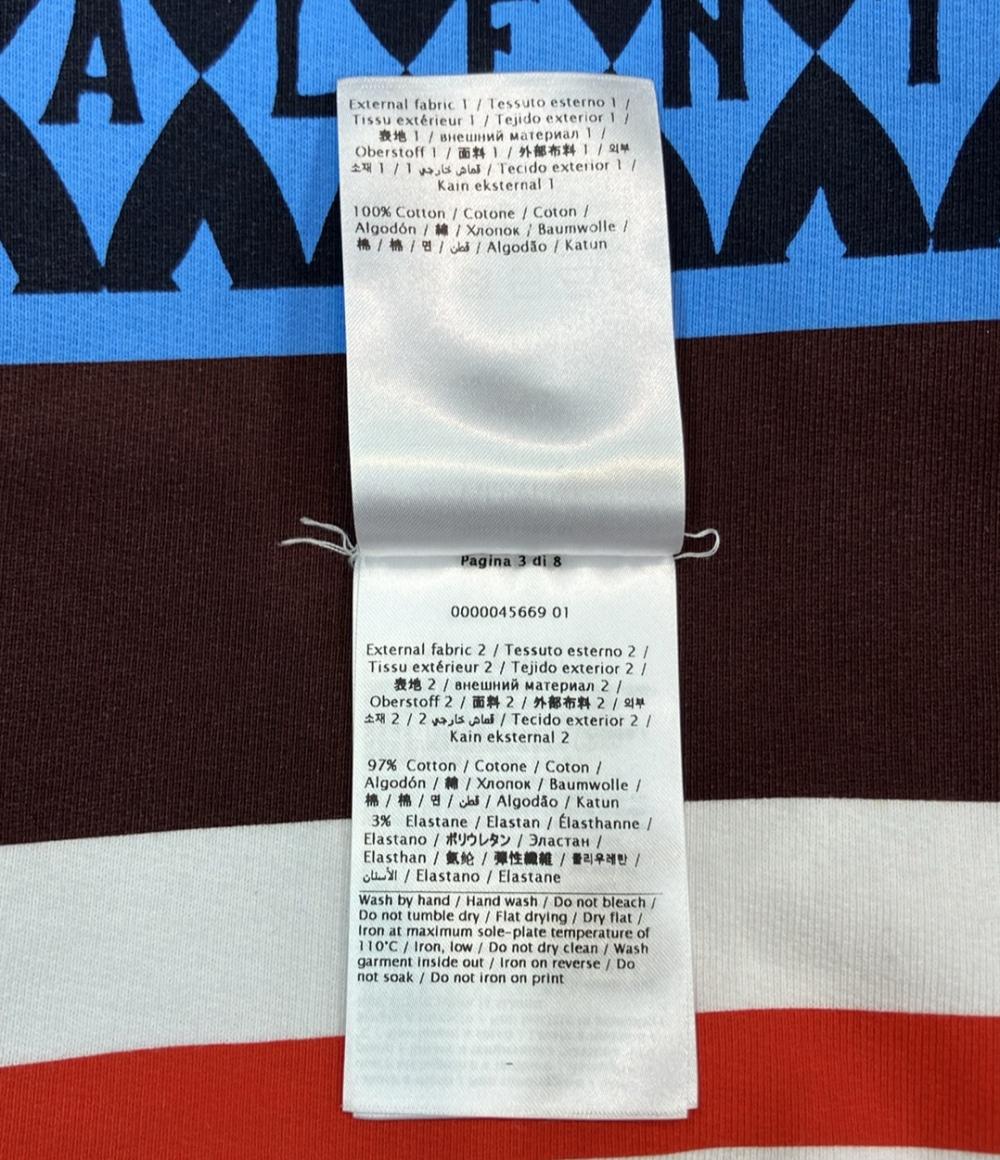 ALENT
External fabric 1 / Tessuto esterno 1 /
Tissu extérieur 1 / Tejido exterior 1 /
表地 1 / внешний материал 1 /
Oberstoff 1 / 面料 1 / 外部布料 1 / 외부
소재 1 / 1 قماش خارجي / Tecido exterior 1 /
Kain eksternal 1
100% Cotton / Cotone / Coton /
Algodón / 綿 / Хлопок / Baumwolle /
棉 / 棉 / 면 / قطن / Algodão / Katun
Pagina 3 di 8
0000045669 01
External fabric 2 / Tessuto esterno 2 /
Tissu extérieur 2 / Tejido exterior 2 /
表地 2 / внешний материал 2 /
Oberstoff 2 / 面料 2 / 外部布料 2 / 외부
소재 2 / 2 قماش خارجي / Tecido exterior 2 /
Kain eksternal 2
97% Cotton / Cotone / Coton /
Algodón / 綿 / Хлопок / Baumwolle /
棉 / 棉 / 면 / قطن / Algodão / Katun
3% Elastane / Elastan / Élasthanne /
Elastano / ポリウレタン / Эластан /
Elasthan / 氨纶 / 彈性纖維 / 폴리우레탄 /
الأستان / Elastano / Elastane
Wash by hand / Hand wash / Do not bleach /
Do not tumble dry / Flat drying / Dry flat /
Iron at maximum sole-plate temperature of
110°C / Iron, low / Do not dry clean / Wash
garment inside out / Iron on reverse / Do
not soak / Do not iron on print